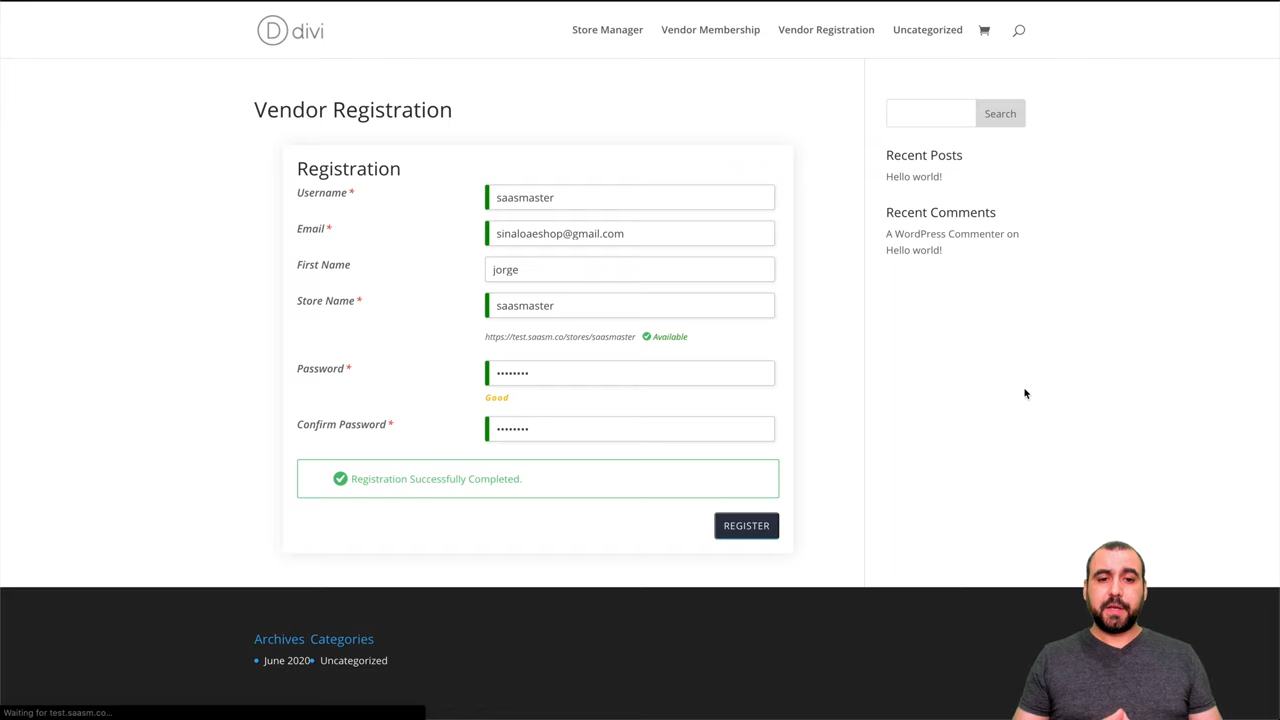 D divi
Store Manager Vendor Membership Vendor Registration Uncategorized
Vendor Registration
Registration
Username *
saasmaster
Email *
sinaloaeshop@gmail.com
First Name
jorge
Store Name *
saasmaster
https://test.saasm.co/stores/saasmaster Available
Password *
••••••••
Good
Confirm Password *
••••••••
Registration Successfully Completed.
REGISTER
Search
Recent Posts
Hello world!
Recent Comments
A WordPress Commenter on
Hello world!
Archives Categories
June 2020 Uncategorized
Waiting for test.saasm.co...